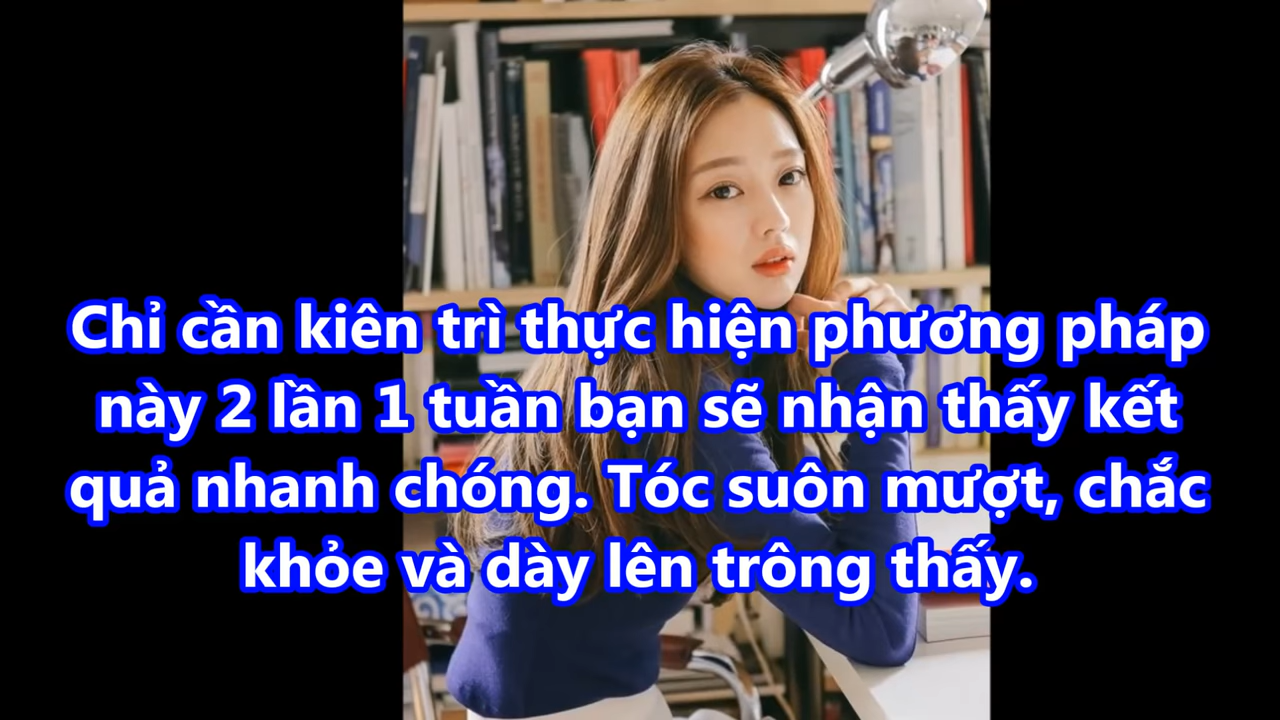 Chỉ cần kiên trì thực hiện phương pháp
này 2 lần 1 tuần bạn sẽ nhận thấy kết
quả nhanh chóng. Tóc suôn mượt, chắc
khỏe và dày lên trông thấy.